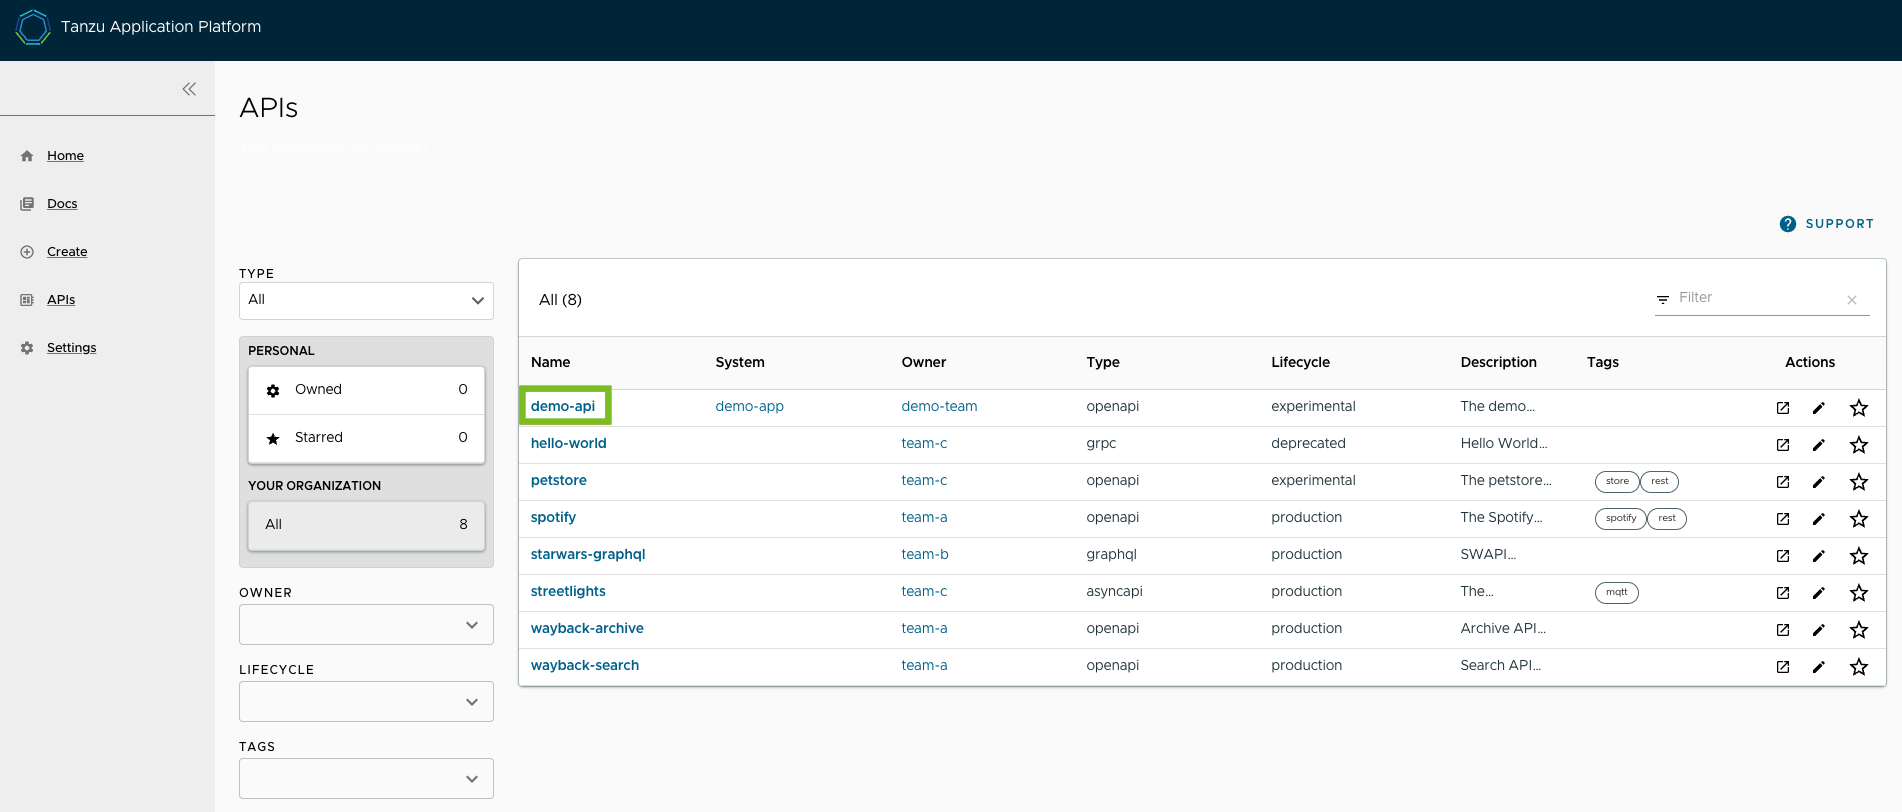 Tanzu Application Platform
Home
Docs
Create
APIs
Settings
APIs
SUPPORT
TYPE
All
PERSONAL
Owned 0
Starred 0
YOUR ORGANIZATION
All 8
OWNER
LIFECYCLE
TAGS
All (8)
Filter
Name System Owner Type Lifecycle Description Tags Actions
demo-api demo-app demo-team openapi experimental The demo...
hello-world team-c grpc deprecated Hello World...
petstore team-c openapi experimental The petstore... store rest
spotify team-a openapi production The Spotify... spotify rest
starwars-graphql team-b graphql production SWAPI...
streetlights team-c asyncapi production The... mqtt
wayback-archive team-a openapi production Archive API...
wayback-search team-a openapi production Search API...